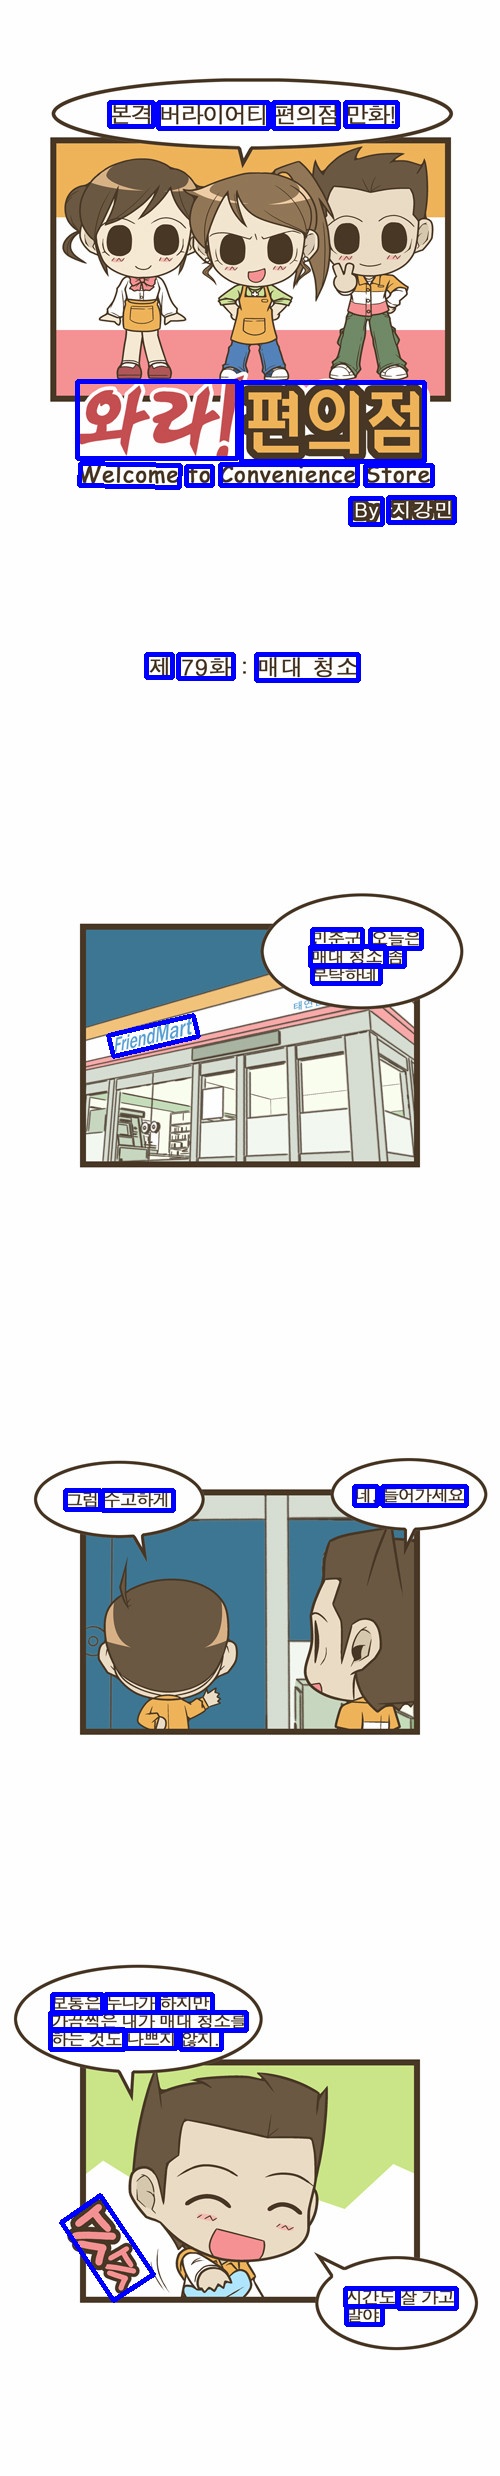 본격 버라이어티 편의점 만화!
와라! 편의점
Welcome to Convenience Store
By 지강민
제 79화 : 매대 청소
민준군 오늘은
매대 청소 좀
부탁하네
FriendMart
그럼 수고하게
네. 들어가세요
보통은 누나가 하지만
가끔씩은 내가 매대 청소를
하는 것도 나쁘지 않지.
슥슥
시간도 잘 가고
말야